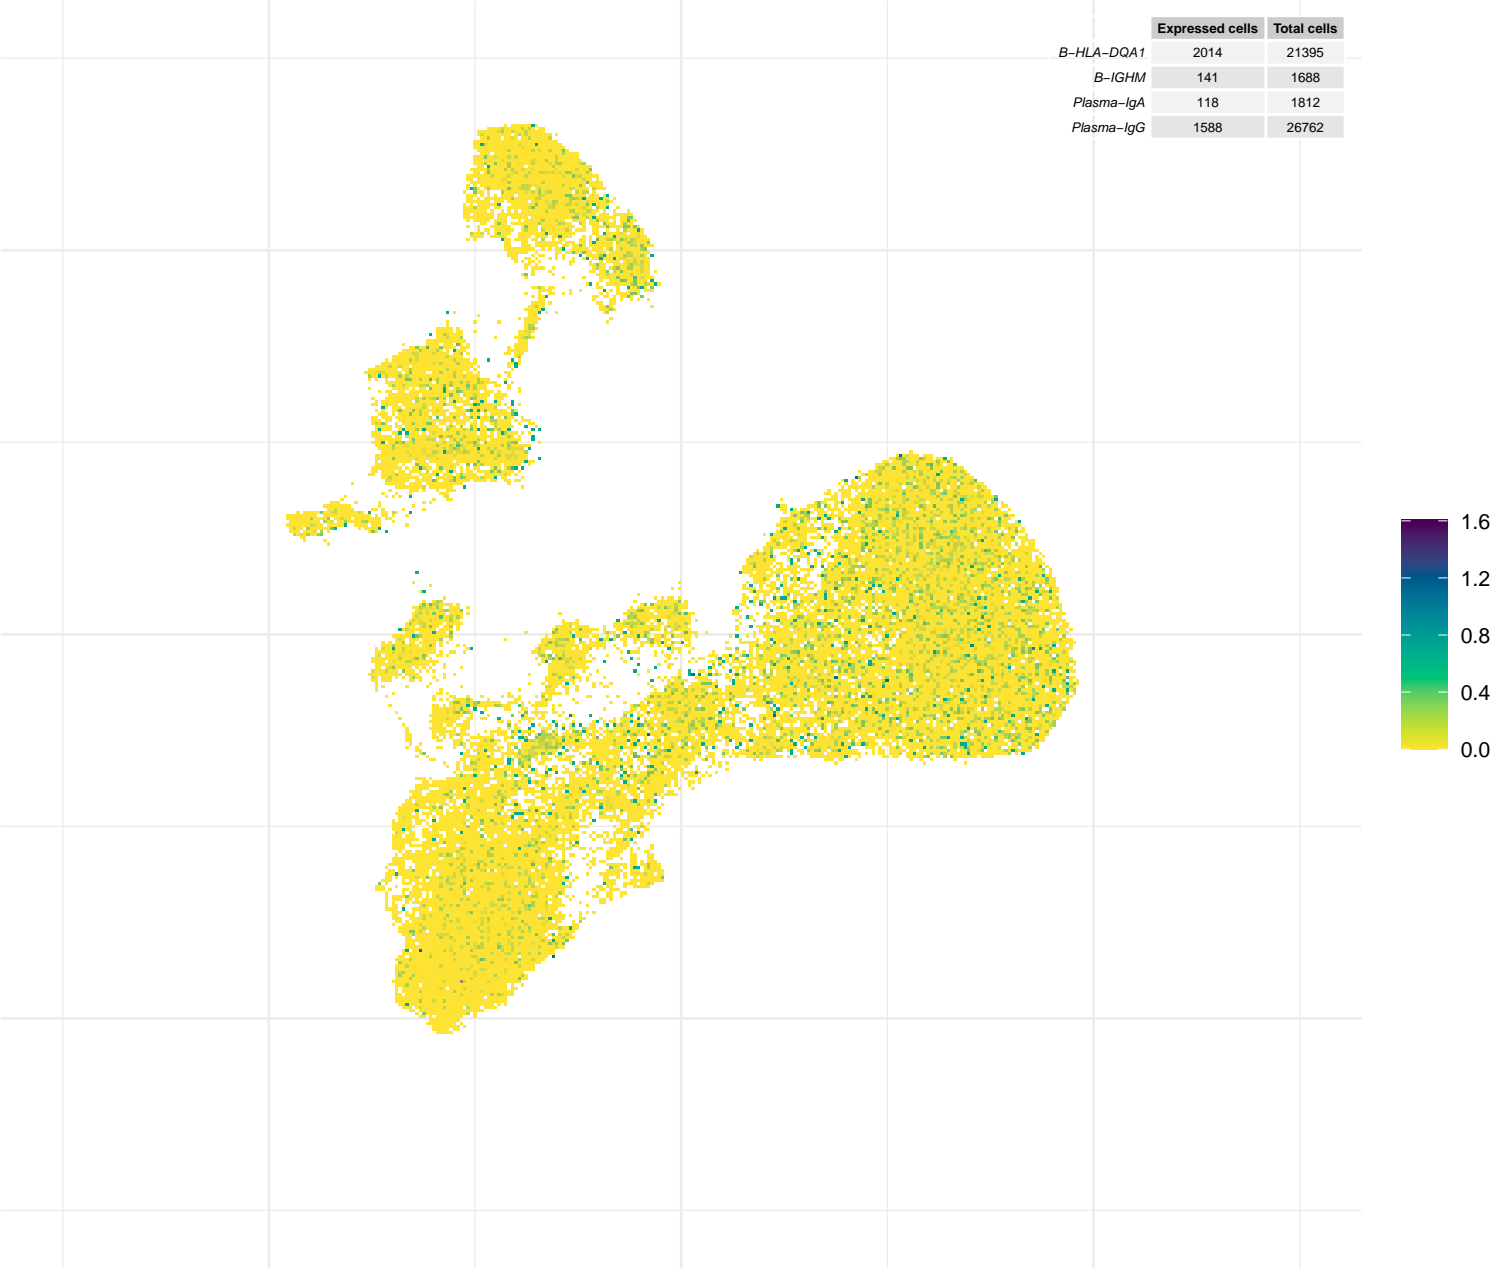 Expressed cells Total cells
B−HLA−DQA1 2014 21395
B−IGHM 141 1688
Plasma−IgA 118 1812
Plasma−IgG 1588 26762
1.6
1.2
0.8
0.4
0.0